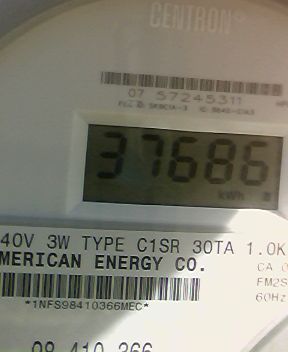 CENTRON®
07 57245311
37686
kWh
40V 3W TYPE C1SR 30TA 1.0K
MERICAN ENERGY CO.
CA 0
FM2S
*1NFS98410366MEC*
60Hz
98 410 366